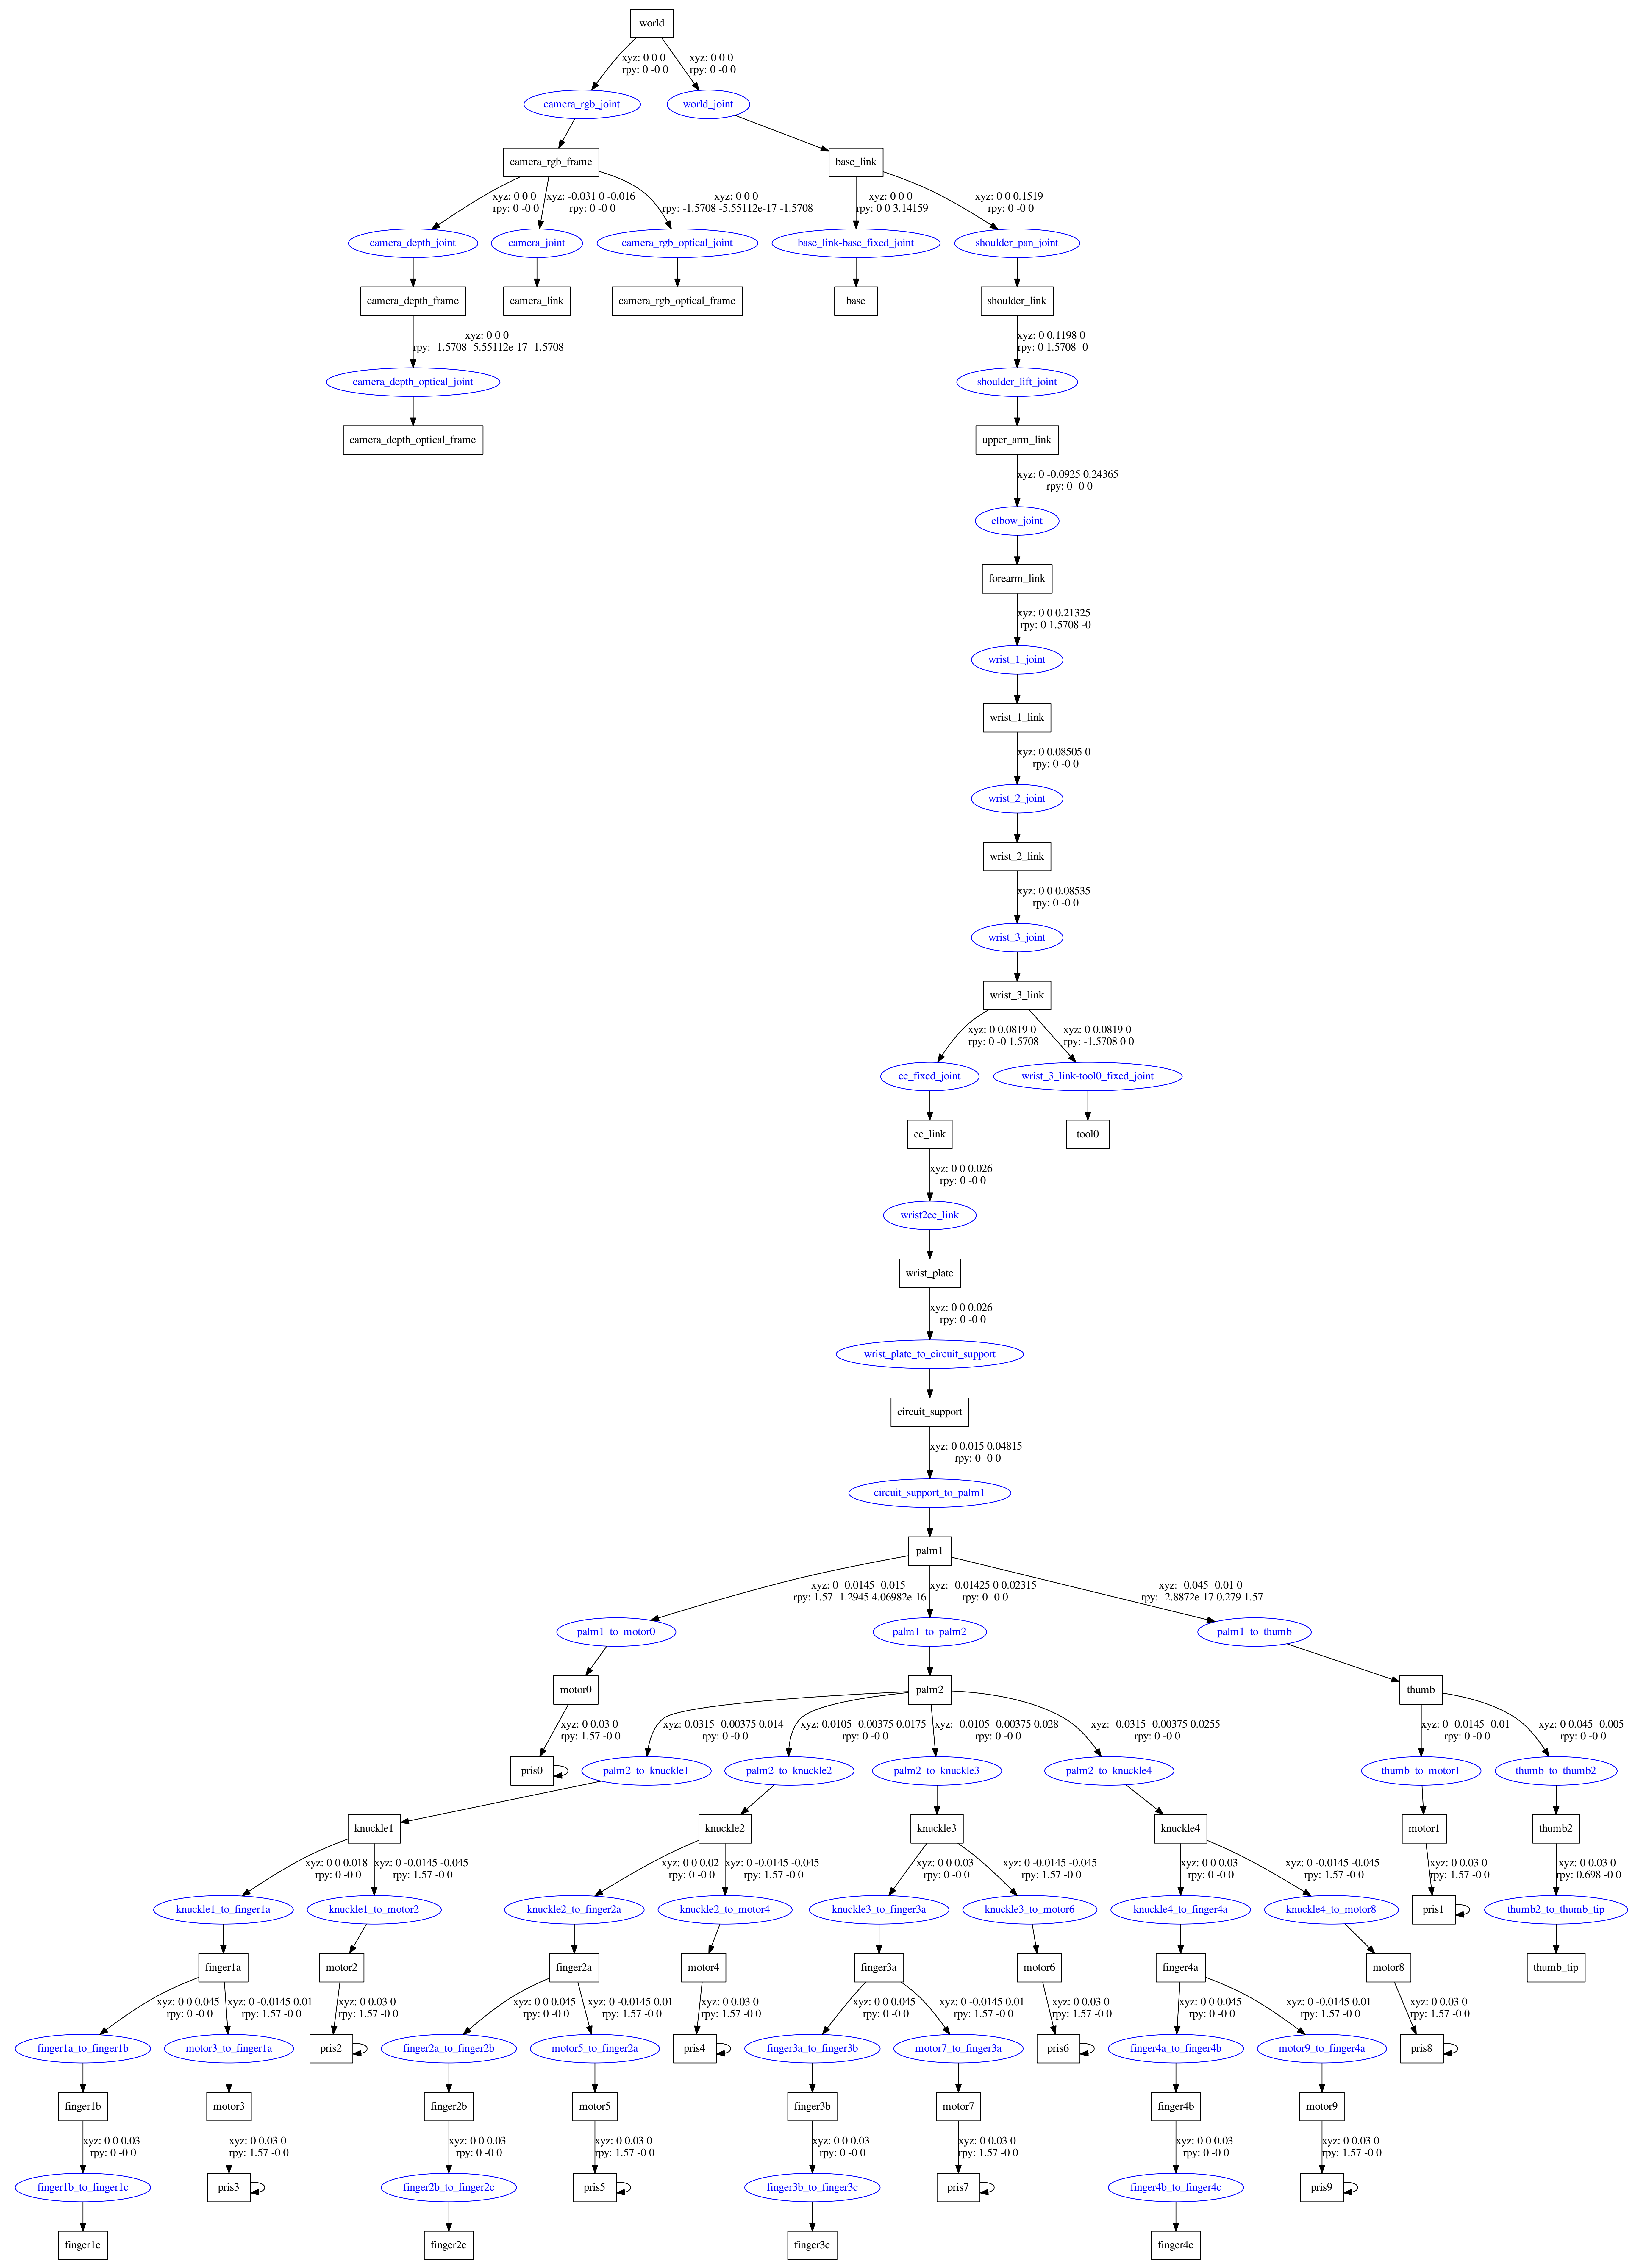 world
xyz: 0 0 0
rpy: 0 -0 0
xyz: 0 0 0
rpy: 0 -0 0
camera_rgb_joint
world_joint
camera_rgb_frame
base_link
xyz: 0 0 0
rpy: 0 -0 0
xyz: -0.031 0 -0.016
rpy: 0 -0 0
xyz: 0 0 0
rpy: -1.5708 -5.55112e-17 -1.5708
xyz: 0 0 0
rpy: 0 0 3.14159
xyz: 0 0 0.1519
rpy: 0 -0 0
camera_depth_joint
camera_joint
camera_rgb_optical_joint
base_link-base_fixed_joint
shoulder_pan_joint
camera_depth_frame
camera_link
camera_rgb_optical_frame
base
shoulder_link
xyz: 0 0 0
rpy: -1.5708 -5.55112e-17 -1.5708
xyz: 0 0.1198 0
rpy: 0 1.5708 -0
camera_depth_optical_joint
shoulder_lift_joint
camera_depth_optical_frame
upper_arm_link
xyz: 0 -0.0925 0.24365
rpy: 0 -0 0
elbow_joint
forearm_link
xyz: 0 0 0.21325
rpy: 0 1.5708 -0
wrist_1_joint
wrist_1_link
xyz: 0 0.08505 0
rpy: 0 -0 0
wrist_2_joint
wrist_2_link
xyz: 0 0 0.08535
rpy: 0 -0 0
wrist_3_joint
wrist_3_link
xyz: 0 0.0819 0
rpy: 0 -0 1.5708
xyz: 0 0.0819 0
rpy: -1.5708 0 0
ee_fixed_joint
wrist_3_link-tool0_fixed_joint
ee_link
tool0
xyz: 0 0 0.026
rpy: 0 -0 0
wrist2ee_link
wrist_plate
xyz: 0 0 0.026
rpy: 0 -0 0
wrist_plate_to_circuit_support
circuit_support
xyz: 0 0.015 0.04815
rpy: 0 -0 0
circuit_support_to_palm1
palm1
xyz: 0 -0.0145 -0.015
rpy: 1.57 -1.2945 4.06982e-16
xyz: -0.01425 0 0.02315
rpy: 0 -0 0
xyz: -0.045 -0.01 0
rpy: -2.8872e-17 0.279 1.57
palm1_to_motor0
palm1_to_palm2
palm1_to_thumb
motor0
palm2
thumb
xyz: 0 0.03 0
rpy: 1.57 -0 0
xyz: 0.0315 -0.00375 0.014
rpy: 0 -0 0
xyz: 0.0105 -0.00375 0.0175
rpy: 0 -0 0
xyz: -0.0105 -0.00375 0.028
rpy: 0 -0 0
xyz: -0.0315 -0.00375 0.0255
rpy: 0 -0 0
xyz: 0 -0.0145 -0.01
rpy: 0 -0 0
xyz: 0 0.045 -0.005
rpy: 0 -0 0
pris0
palm2_to_knuckle1
palm2_to_knuckle2
palm2_to_knuckle3
palm2_to_knuckle4
thumb_to_motor1
thumb_to_thumb2
knuckle1
knuckle2
knuckle3
knuckle4
motor1
thumb2
xyz: 0 0 0.018
rpy: 0 -0 0
xyz: 0 -0.0145 -0.045
rpy: 1.57 -0 0
xyz: 0 0 0.02
rpy: 0 -0 0
xyz: 0 -0.0145 -0.045
rpy: 1.57 -0 0
xyz: 0 0 0.03
rpy: 0 -0 0
xyz: 0 -0.0145 -0.045
rpy: 1.57 -0 0
xyz: 0 0 0.03
rpy: 0 -0 0
xyz: 0 -0.0145 -0.045
rpy: 1.57 -0 0
xyz: 0 0.03 0
rpy: 1.57 -0 0
xyz: 0 0.03 0
rpy: 0.698 -0 0
knuckle1_to_finger1a
knuckle1_to_motor2
knuckle2_to_finger2a
knuckle2_to_motor4
knuckle3_to_finger3a
knuckle3_to_motor6
knuckle4_to_finger4a
knuckle4_to_motor8
pris1
thumb2_to_thumb_tip
finger1a
motor2
finger2a
motor4
finger3a
motor6
finger4a
motor8
thumb_tip
xyz: 0 0 0.045
rpy: 0 -0 0
xyz: 0 -0.0145 0.01
rpy: 1.57 -0 0
xyz: 0 0.03 0
rpy: 1.57 -0 0
xyz: 0 0 0.045
rpy: 0 -0 0
xyz: 0 -0.0145 0.01
rpy: 1.57 -0 0
xyz: 0 0.03 0
rpy: 1.57 -0 0
xyz: 0 0 0.045
rpy: 0 -0 0
xyz: 0 -0.0145 0.01
rpy: 1.57 -0 0
xyz: 0 0.03 0
rpy: 1.57 -0 0
xyz: 0 0 0.045
rpy: 0 -0 0
xyz: 0 -0.0145 0.01
rpy: 1.57 -0 0
xyz: 0 0.03 0
rpy: 1.57 -0 0
finger1a_to_finger1b
motor3_to_finger1a
pris2
finger2a_to_finger2b
motor5_to_finger2a
pris4
finger3a_to_finger3b
motor7_to_finger3a
pris6
finger4a_to_finger4b
motor9_to_finger4a
pris8
finger1b
motor3
finger2b
motor5
finger3b
motor7
finger4b
motor9
xyz: 0 0 0.03
rpy: 0 -0 0
xyz: 0 0.03 0
rpy: 1.57 -0 0
xyz: 0 0 0.03
rpy: 0 -0 0
xyz: 0 0.03 0
rpy: 1.57 -0 0
xyz: 0 0 0.03
rpy: 0 -0 0
xyz: 0 0.03 0
rpy: 1.57 -0 0
xyz: 0 0 0.03
rpy: 0 -0 0
xyz: 0 0.03 0
rpy: 1.57 -0 0
finger1b_to_finger1c
pris3
finger2b_to_finger2c
pris5
finger3b_to_finger3c
pris7
finger4b_to_finger4c
pris9
finger1c
finger2c
finger3c
finger4c